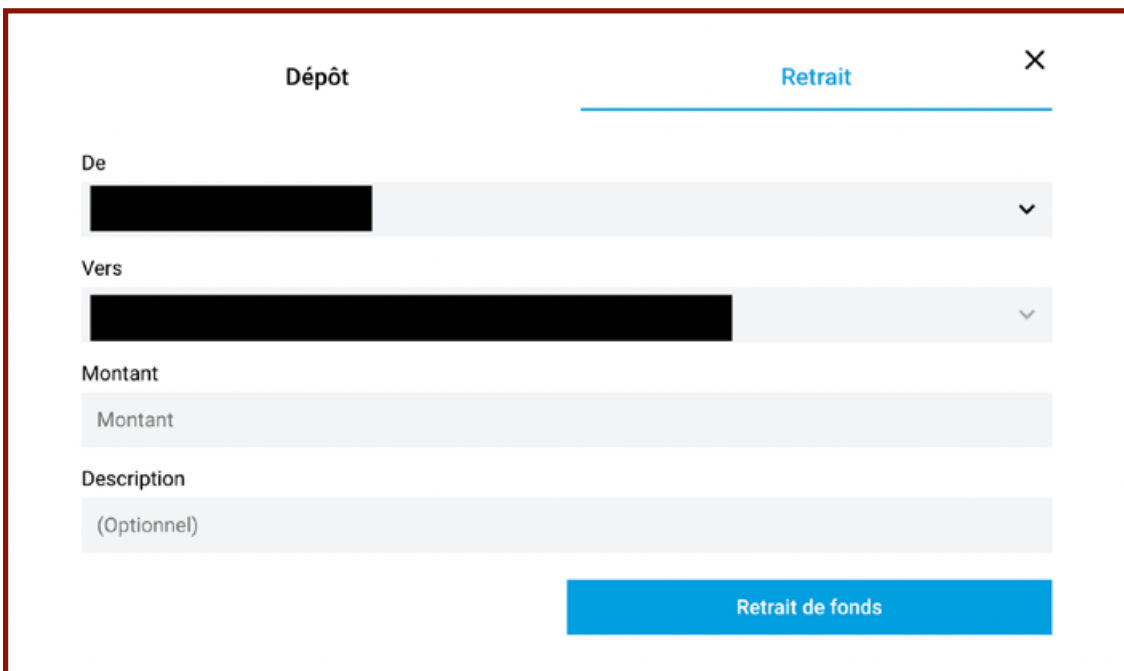 Dépôt
Retrait
De
Vers
Montant
Montant
Description
(Optionnel)
Retrait de fonds